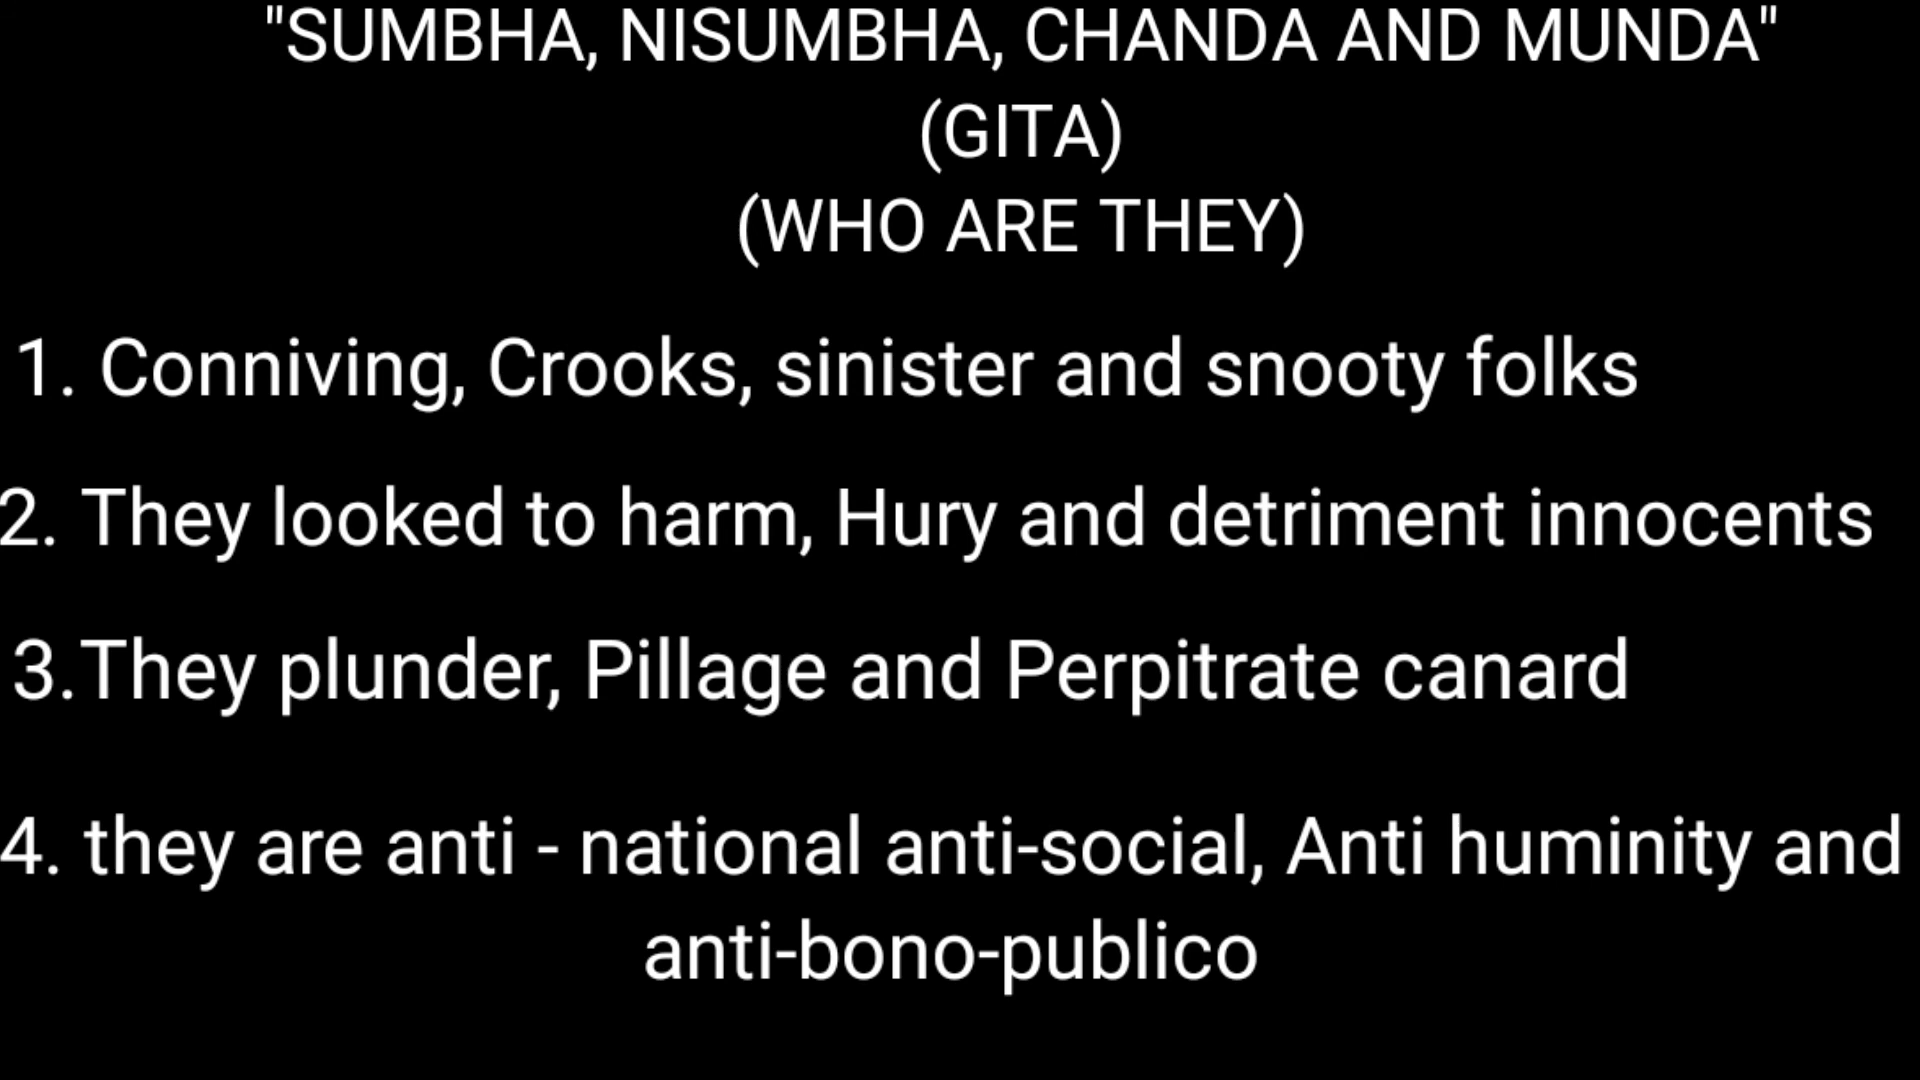 "SUMBHA, NISUMBHA, CHANDA AND MUNDA"
(GITA)
(WHO ARE THEY)
1. Conniving, Crooks, sinister and snooty folks
2. They looked to harm, Hury and detriment innocents
3.They plunder, Pillage and Perpitrate canard
4. they are anti - national anti-social, Anti huminity and
anti-bono-publico